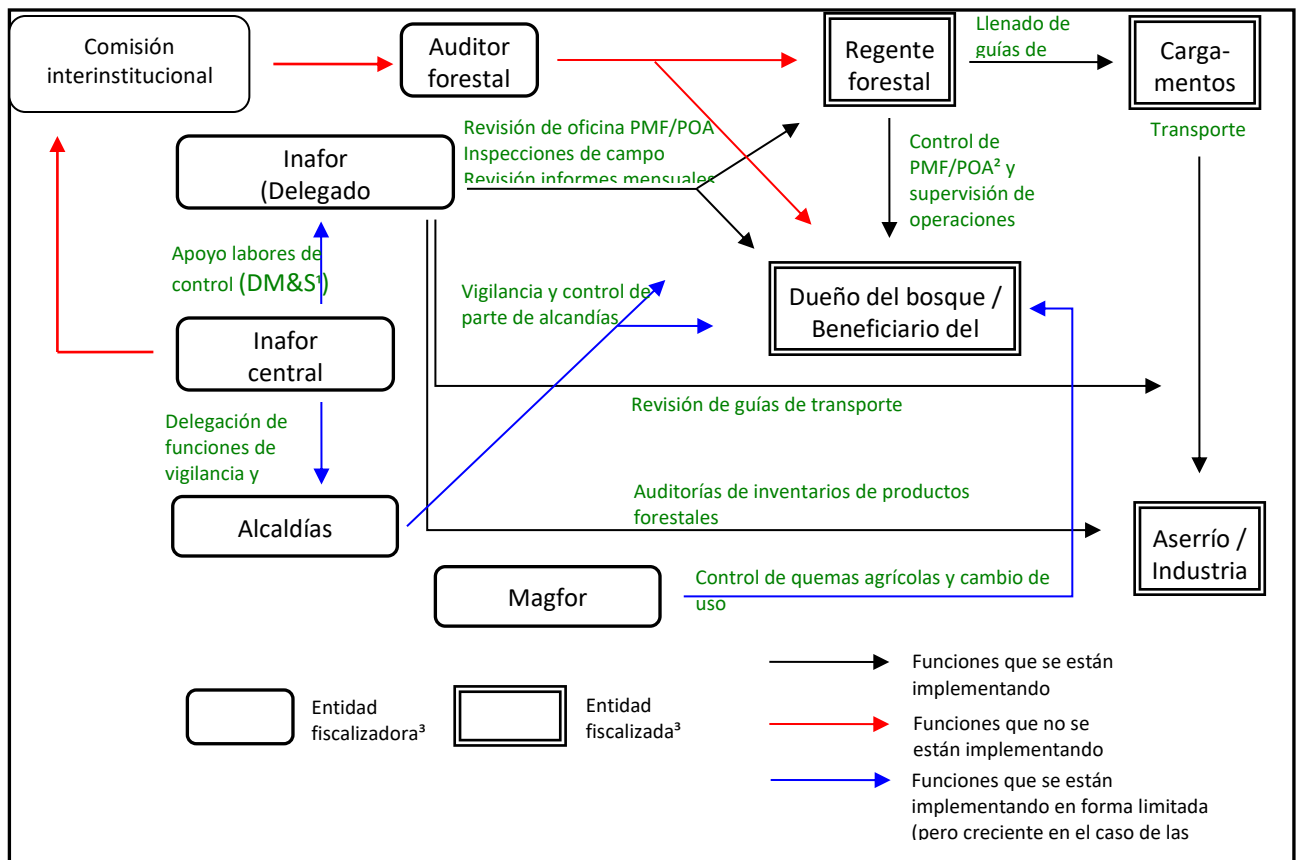 Comisión
interinstitucional
Auditor
forestal
Regente
forestal
Llenado de
guías de
Carga-
mentos
Transporte
Inafor
(Delegado
Revisión de oficina PMF/POA
Inspecciones de campo
Revisión informes mensuales
Control de
PMF/POA² y
supervisión de
operaciones
Apoyo labores de
control (DM&S¹)
Vigilancia y control de
parte de alcandías
Dueño del bosque /
Beneficiario del
Inafor
central
Revisión de guías de transporte
Delegación de
funciones de
vigilancia y
Alcaldías
Auditorías de inventarios de productos
forestales
Aserrío /
Industria
Magfor
Control de quemas agrícolas y cambio de
uso
Entidad
fiscalizadora³
Entidad
fiscalizada³
Funciones que se están
implementando
Funciones que no se
están implementando
Funciones que se están
implementando en forma limitada
(pero creciente en el caso de las